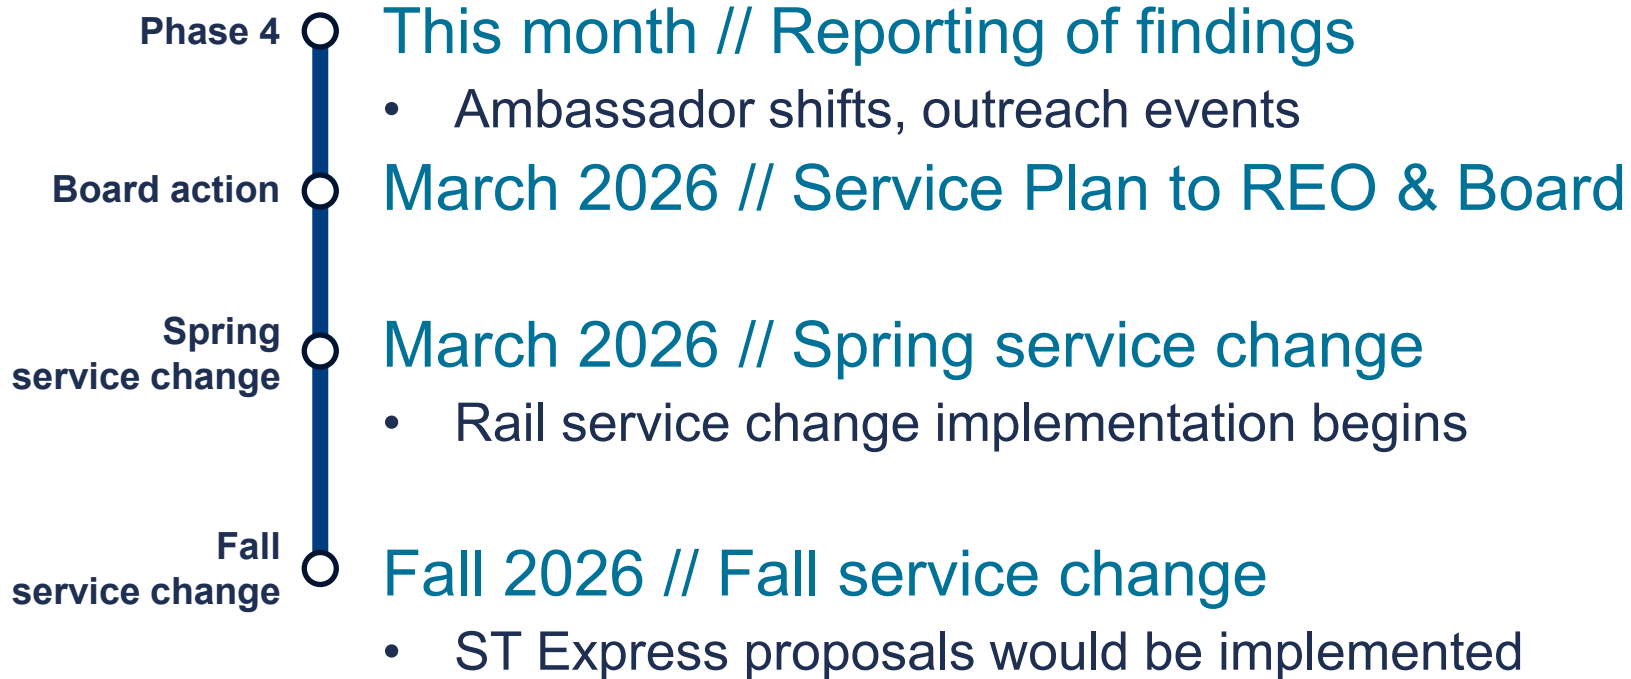 Phase 4
This month // Reporting of findings
• Ambassador shifts, outreach events
Board action
March 2026 // Service Plan to REO & Board
Spring
service change
March 2026 // Spring service change
• Rail service change implementation begins
Fall
service change
Fall 2026 // Fall service change
• ST Express proposals would be implemented